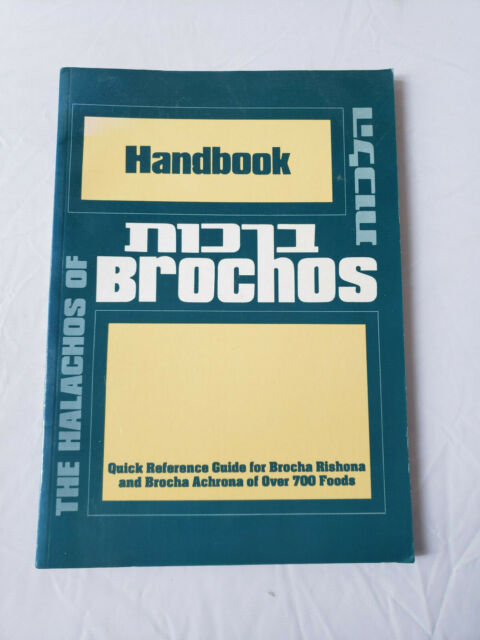 Handbook
הלכות
ברכות
Brochos
THE HALACHOS OF
Quick Reference Guide for Brocha Rishona
and Brocha Achrona of Over 700 Foods